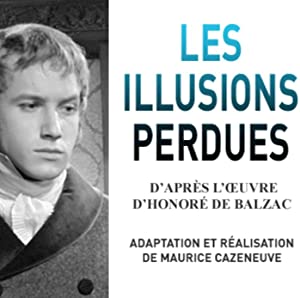 LES
ILLUSIONS
PERDUES
D'APRÈS L'ŒUVRE
D'HONORÉ DE BALZAC
ADAPTATION ET RÉALISATION
DE MAURICE CAZENEUVE